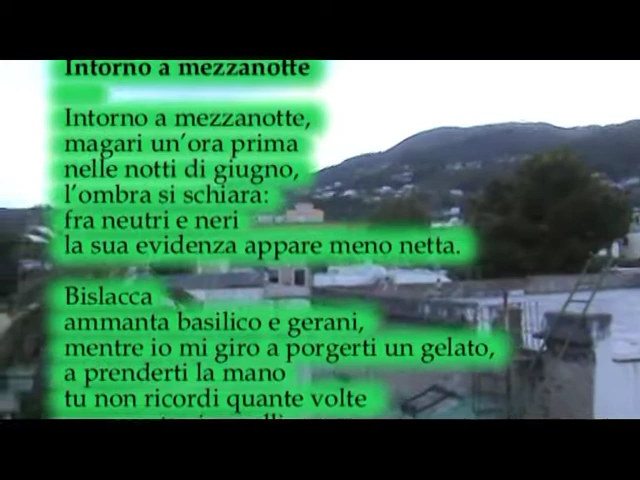 Intorno a mezzanotte
Intorno a mezzanotte,
magari un'ora prima
nelle notti di giugno,
l'ombra si schiara:
fra neutri e neri
la sua evidenza appare meno netta.
Bislacca
ammanta basilico e gerani,
mentre io mi giro a porgerti un gelato,
a prenderti la mano
tu non ricordi quante volte